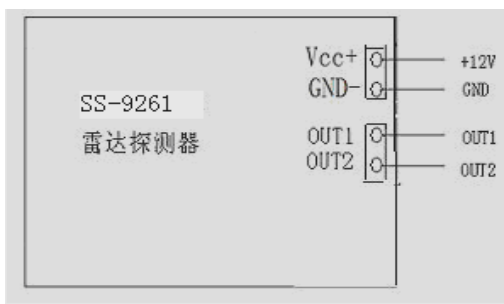 SS-9261
雷达探测器
Vcc+ +12V
GND- GND
OUT1 OUT1
OUT2 OUT2